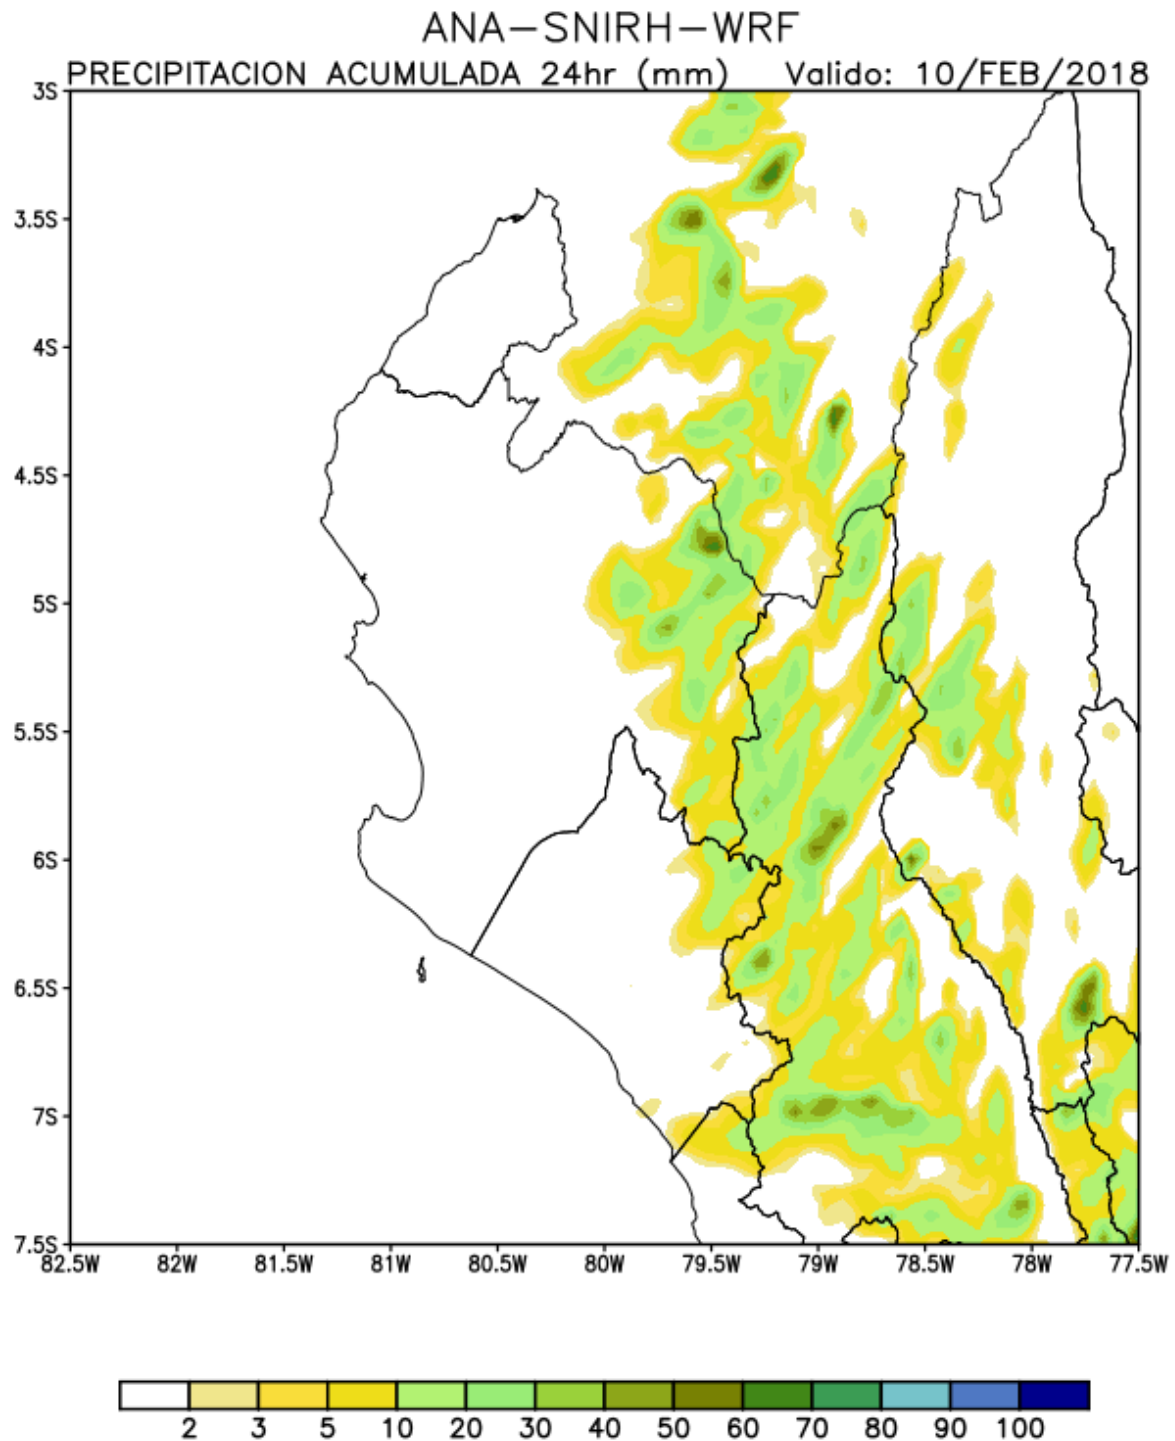 ANA-SNIRH-WRF
PRECIPITACION ACUMULADA 24hr (mm) Valido: 10/FEB/2018
3S
3.5S
4S
4.5S
5S
5.5S
6S
6.5S
7S
7.5S
82.5W 82W 81.5W 81W 80.5W 80W 79.5W 79W 78.5W 78W 77.5W
2 3 5 10 20 30 40 50 60 70 80 90 100